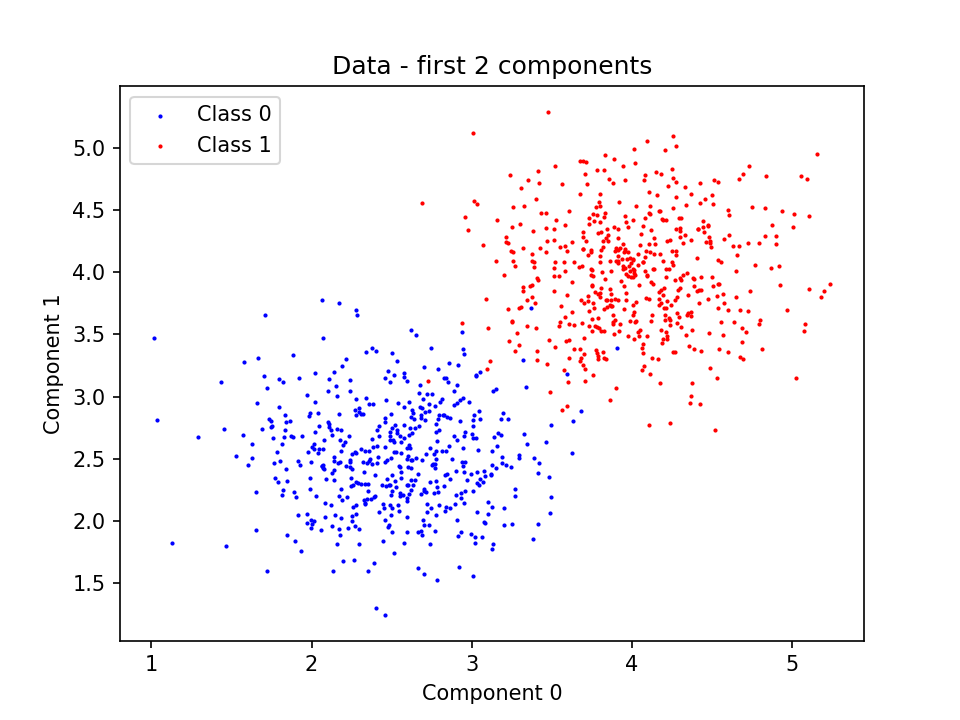 Data - first 2 components
Class 0
Class 1
5.0
4.5
4.0
3.5
3.0
2.5
2.0
1.5
Component 1
1 2 3 4 5
Component 0